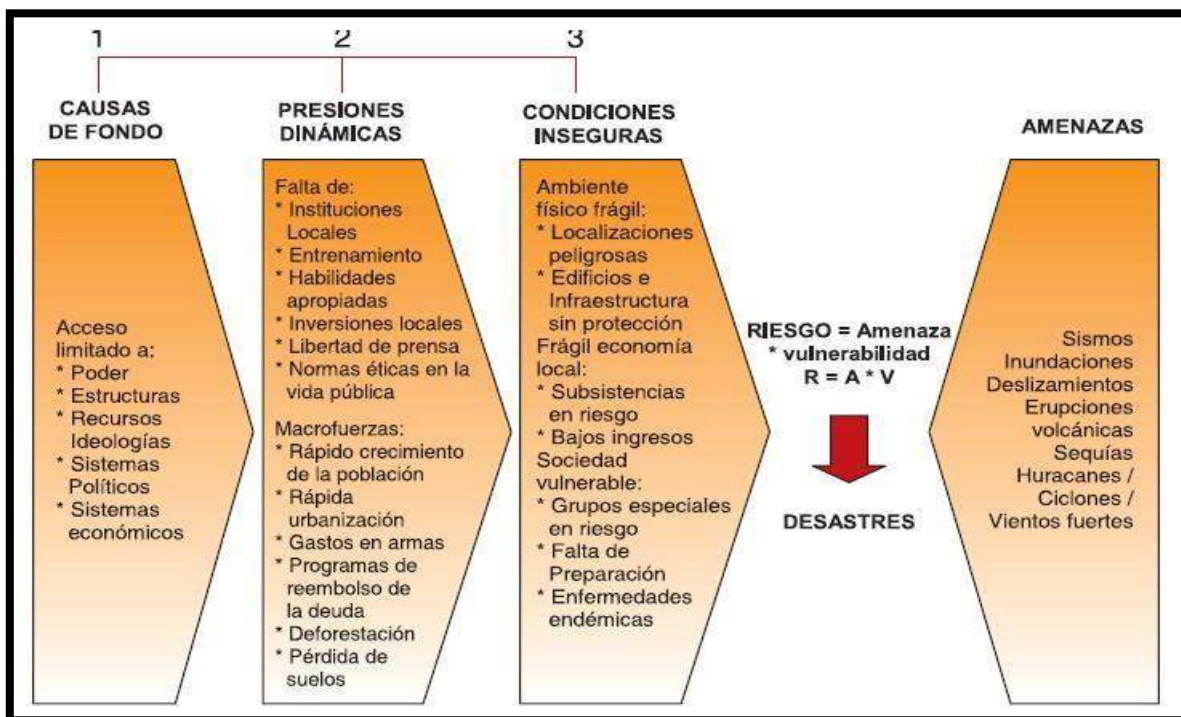 1
2
3
CAUSAS
DE FONDO
PRESIONES
DINÁMICAS
CONDICIONES
INSEGURAS
AMENAZAS
Acceso
limitado a:
* Poder
* Estructuras
* Recursos
Ideologías
* Sistemas
Políticos
* Sistemas
económicos
Falta de:
* Instituciones
Locales
* Entrenamiento
* Habilidades
apropiadas
* Inversiones locales
* Libertad de prensa
* Normas éticas en la
vida pública
Macrofuerzas:
* Rápido crecimiento
de la población
* Rápida
urbanización
* Gastos en armas
* Programas de
reembolso de
la deuda
* Deforestación
* Pérdida de
suelos
Ambiente
físico frágil:
* Localizaciones
peligrosas
* Edificios e
Infraestructura
sin protección
Frágil economía
local:
* Subsistencias
en riesgo
* Bajos ingresos
Sociedad
vulnerable:
* Grupos especiales
en riesgo
* Falta de
Preparación
* Enfermedades
endémicas
RIESGO = Amenaza
* vulnerabilidad
R = A * V
DESASTRES
Sismos
Inundaciones
Deslizamientos
Erupciones
volcánicas
Sequías
Huracanes /
Ciclones /
Vientos fuertes